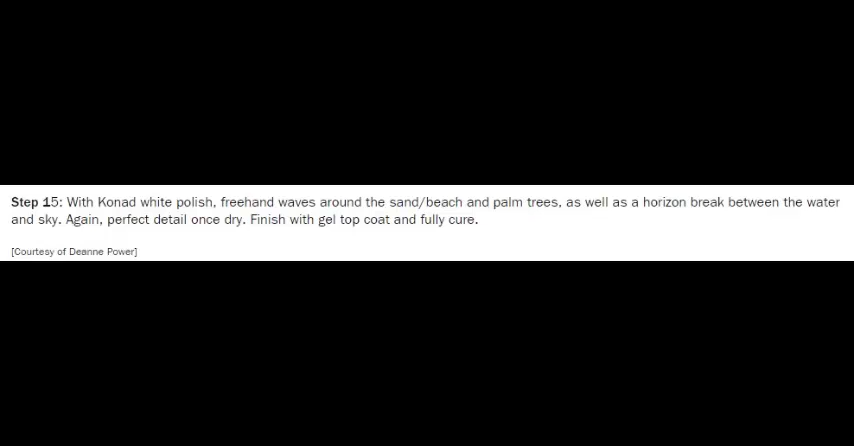 Step 15: With Konad white polish, freehand waves around the sand/beach and palm trees, as well as a horizon break between the water
and sky. Again, perfect detail once dry. Finish with gel top coat and fully cure.
[Courtesy of Deanne Power]